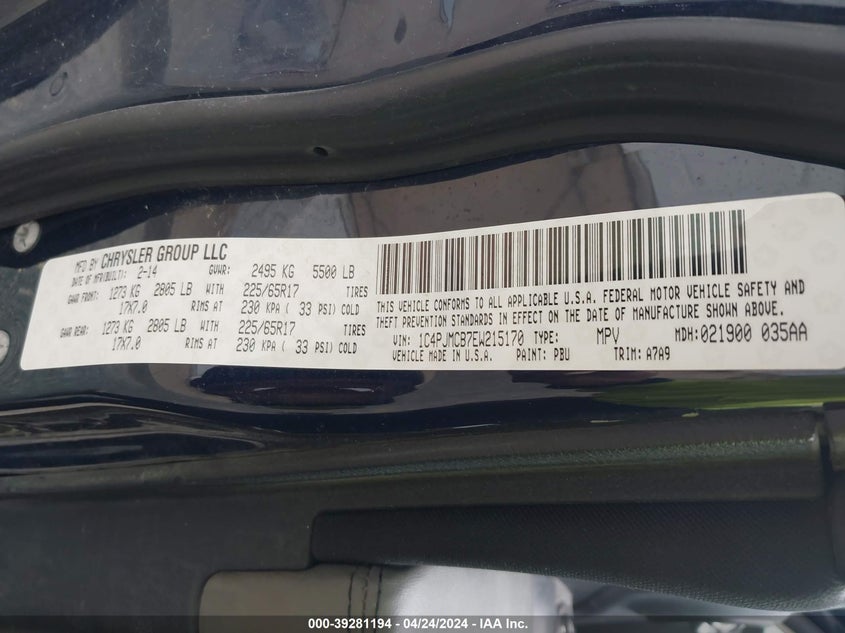 MFD BY CHRYSLER GROUP LLC
DATE OF MFR(BUILT): 2-14 GVWR: 2495 KG 5500 LB
GAWR FRONT: 1273 KG 2805 LB WITH 225/65R17 TIRES
17X7.0 RIMS AT 230 KPA ( 33 PSI) COLD
GAWR REAR: 1273 KG 2805 LB WITH 225/65R17 TIRES
17X7.0 RIMS AT 230 KPA ( 33 PSI) COLD
THIS VEHICLE CONFORMS TO ALL APPLICABLE U.S.A. FEDERAL MOTOR VEHICLE SAFETY AND
THEFT PREVENTION STANDARDS IN EFFECT ON THE DATE OF MANUFACTURE SHOWN ABOVE.
VIN: 1C4PJMCB7EW215170 TYPE: MPV MDH:021900 035AA
VEHICLE MADE IN U.S.A. PAINT: PBU TRIM: A7A9
000-39281194 - 04/24/2024 - IAA Inc.